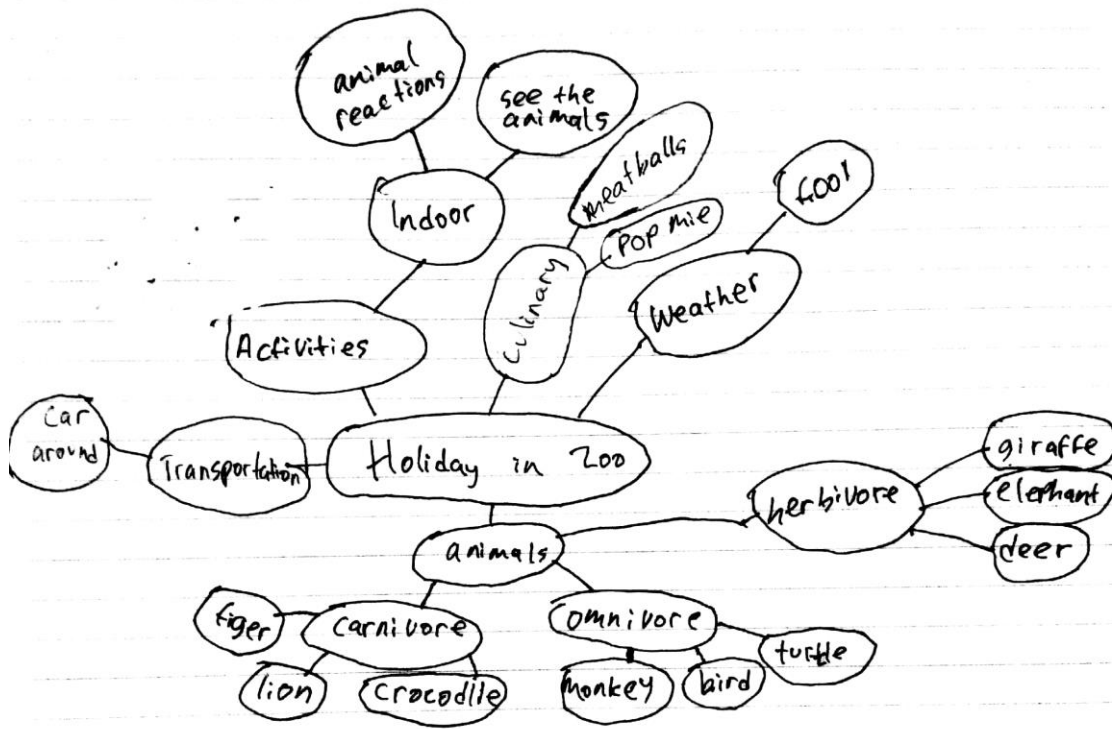 animal
reactions
see the
animals
Indoor
meatballs
POP mie
culinary
Weather
Activities
Car
around
Transportation
Holiday in zoo
animals
herbivore
giraffe
elephant
deer
carnivore
tiger
lion
crocodile
omnivore
monkey
bird
turtle